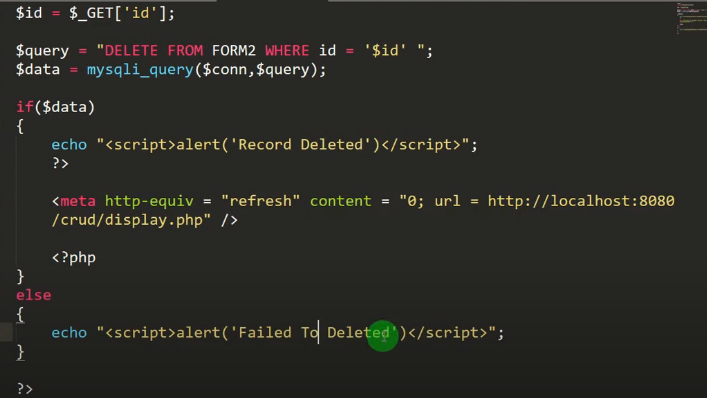 $id = $_GET['id'];
$query = "DELETE FROM FORM2 WHERE id = '$id' ";
$data = mysqli_query($conn,$query);
if($data)
{
echo "<script>alert('Record Deleted')</script>";
?>
<meta http-equiv = "refresh" content = "0; url = http://localhost:8080
/crud/display.php" />
<?php
}
else
{
echo "<script>alert('Failed To Deleted')</script>";
}
?>